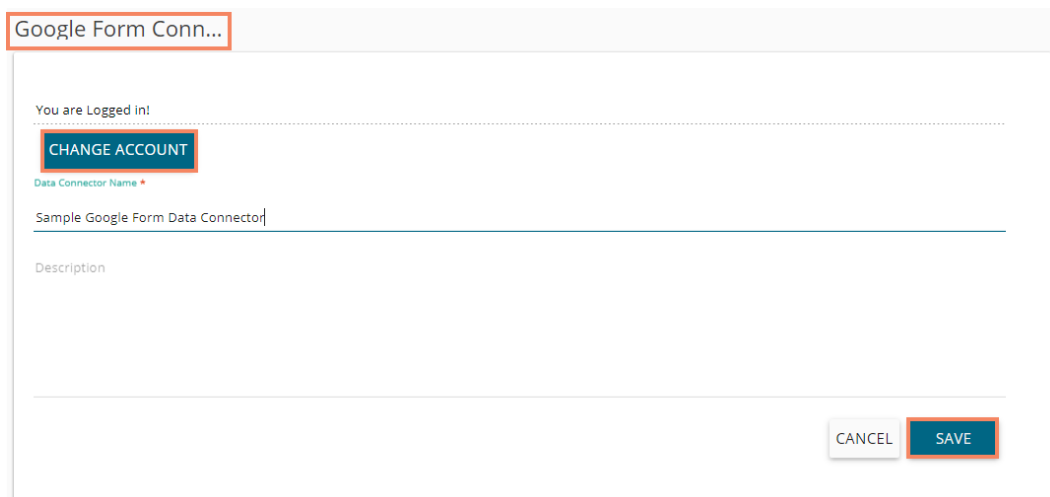 Google Form Conn...
You are Logged in!
CHANGE ACCOUNT
Data Connector Name *
Sample Google Form Data Connector
Description
CANCEL SAVE